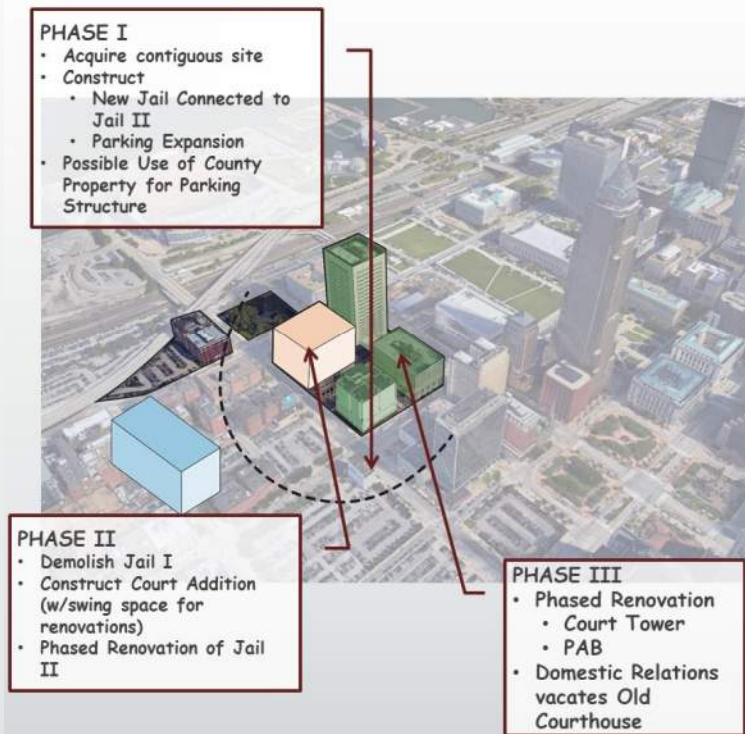 PHASE I
• Acquire contiguous site
• Construct
• New Jail Connected to
Jail II
• Parking Expansion
• Possible Use of County
Property for Parking
Structure
PHASE II
• Demolish Jail I
• Construct Court Addition
(w/swing space for
renovations)
• Phased Renovation of Jail
II
PHASE III
• Phased Renovation
• Court Tower
• PAB
• Domestic Relations
vacates Old
Courthouse